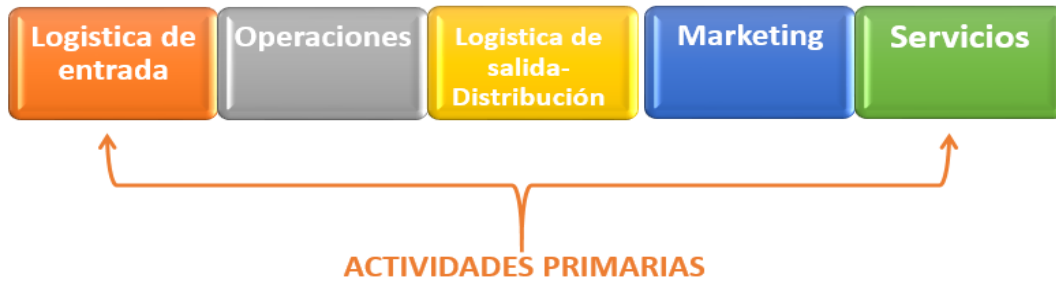 Logistica de
entrada
Operaciones
Logistica de
salida-
Distribución
Marketing
Servicios
ACTIVIDADES PRIMARIAS